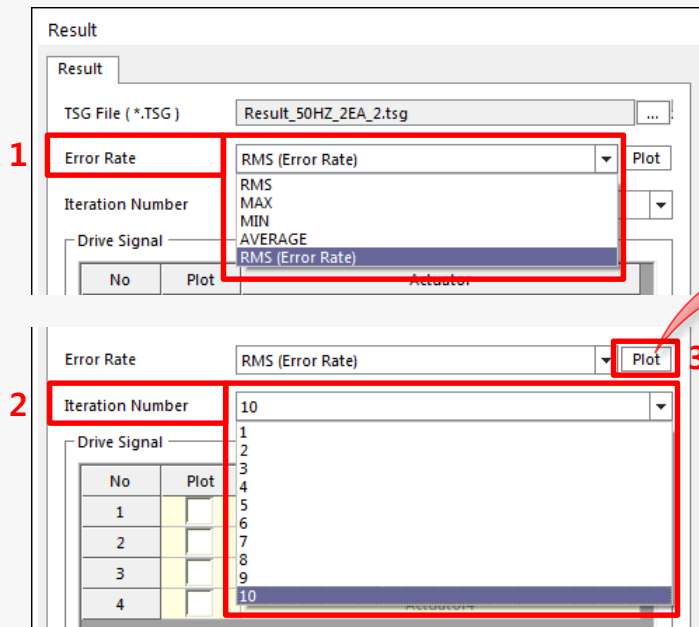 Result
Result
TSG File ( *.TSG )
Result_50HZ_2EA_2.tsg
...
1
Error Rate
RMS (Error Rate)
Plot
RMS
MAX
MIN
AVERAGE
RMS (Error Rate)
Iteration Number
Drive Signal
No Plot Actuator
Error Rate
RMS (Error Rate)
Plot
3
2
Iteration Number
10
1
2
3
4
5
6
7
8
9
10
Drive Signal
No Plot
1
2
3
4
Actuator4